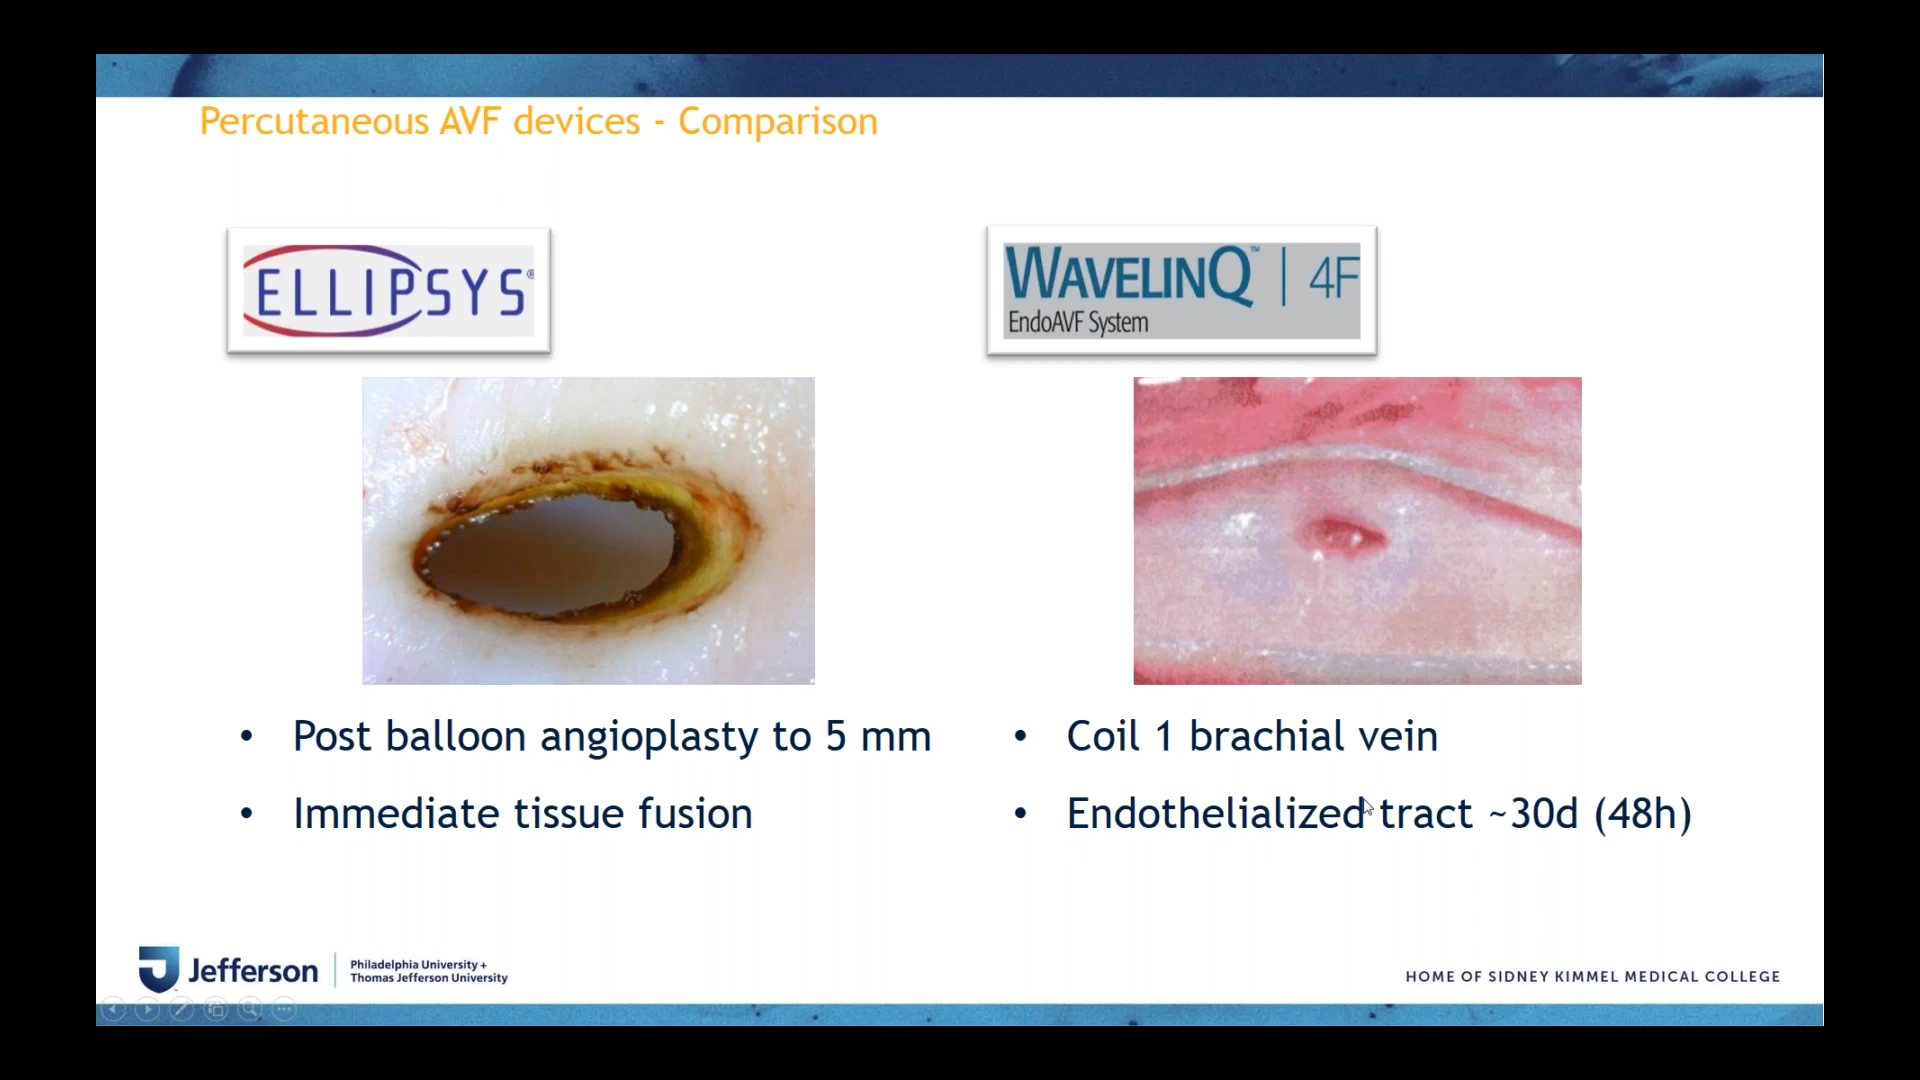 Percutaneous AVF devices - Comparison
ELLIPSYS®
WAVELINQ™ | 4F
EndoAVF System
• Post balloon angioplasty to 5 mm
• Immediate tissue fusion
• Coil 1 brachial vein
• Endothelialized tract ~30d (48h)
Jefferson
Philadelphia University +
Thomas Jefferson University
HOME OF SIDNEY KIMMEL MEDICAL COLLEGE